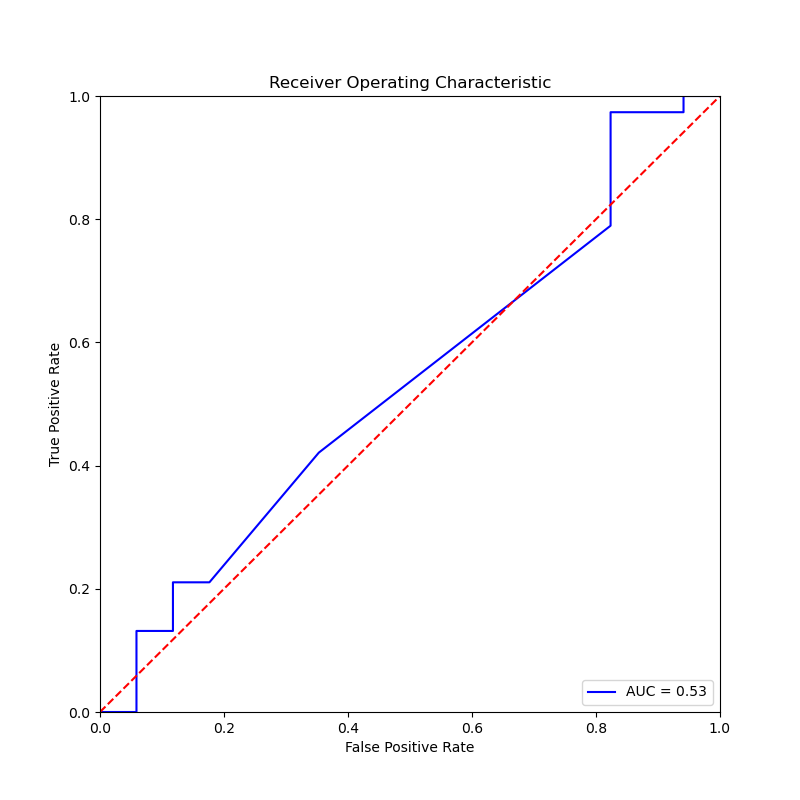 Receiver Operating Characteristic
1.0
0.8
0.6
0.4
0.2
0.0
True Positive Rate
AUC = 0.53
0.0 0.2 0.4 0.6 0.8 1.0
False Positive Rate